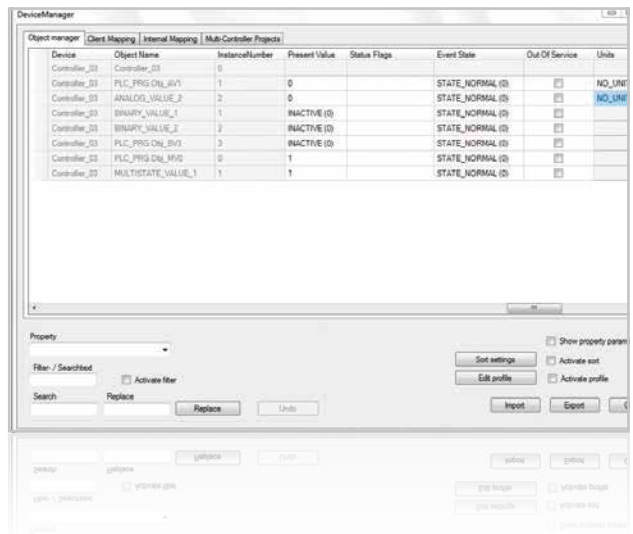 DeviceManager
Object manager Client Mapping Internal Mapping Multi-Controller Projects
Device Object Name InstanceNumber Present Value Status Flags Event State Out Of Service Units
Controller_03 Controller_03 0
Controller_03 PLC_PRG.Obj_AV1 1 0 STATE_NORMAL (0) NO_UNIT
Controller_03 ANALOG_VALUE_2 2 0 STATE_NORMAL (0) NO_UNIT
Controller_03 BINARY_VALUE_1 1 INACTIVE (0) STATE_NORMAL (0)
Controller_03 BINARY_VALUE_2 2 INACTIVE (0) STATE_NORMAL (0)
Controller_03 PLC_PRG.Obj_BV3 3 INACTIVE (0) STATE_NORMAL (0)
Controller_03 PLC_PRG.Obj_MV0 0 1 STATE_NORMAL (0)
Controller_03 MULTISTATE_VALUE_1 1 1 STATE_NORMAL (0)
Property
Show property param
Sort settings Activate sort
Filter- / Searchtext
Activate filter
Edit profile Activate profile
Search Replace
Replace Undo
Import Export